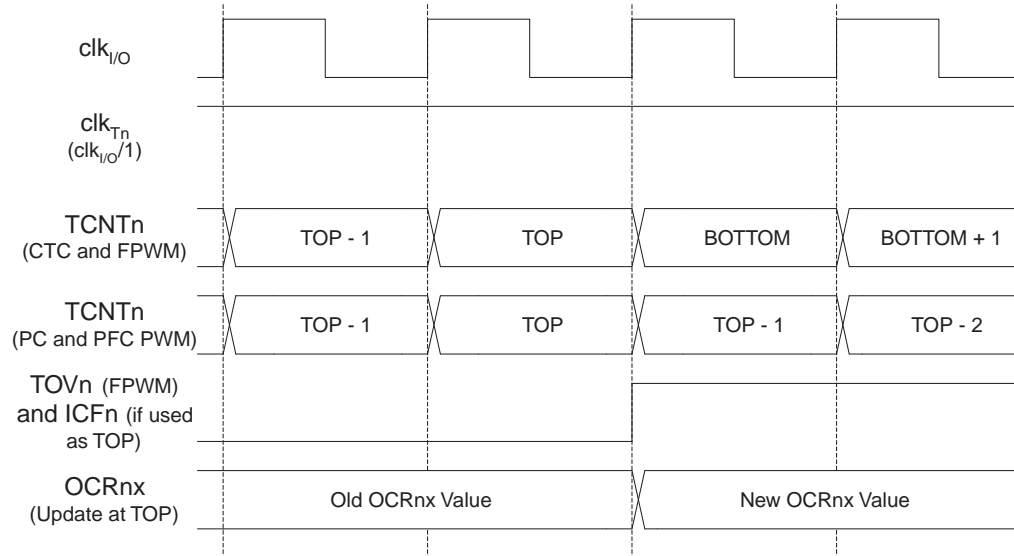 clkI/O
clkTn
(clkI/O/1)
TCNTn
(CTC and FPWM)
TOP - 1
TOP
BOTTOM
BOTTOM + 1
TCNTn
(PC and PFC PWM)
TOP - 1
TOP
TOP - 1
TOP - 2
TOVn (FPWM)
and ICFn (if used
as TOP)
OCRnx
(Update at TOP)
Old OCRnx Value
New OCRnx Value